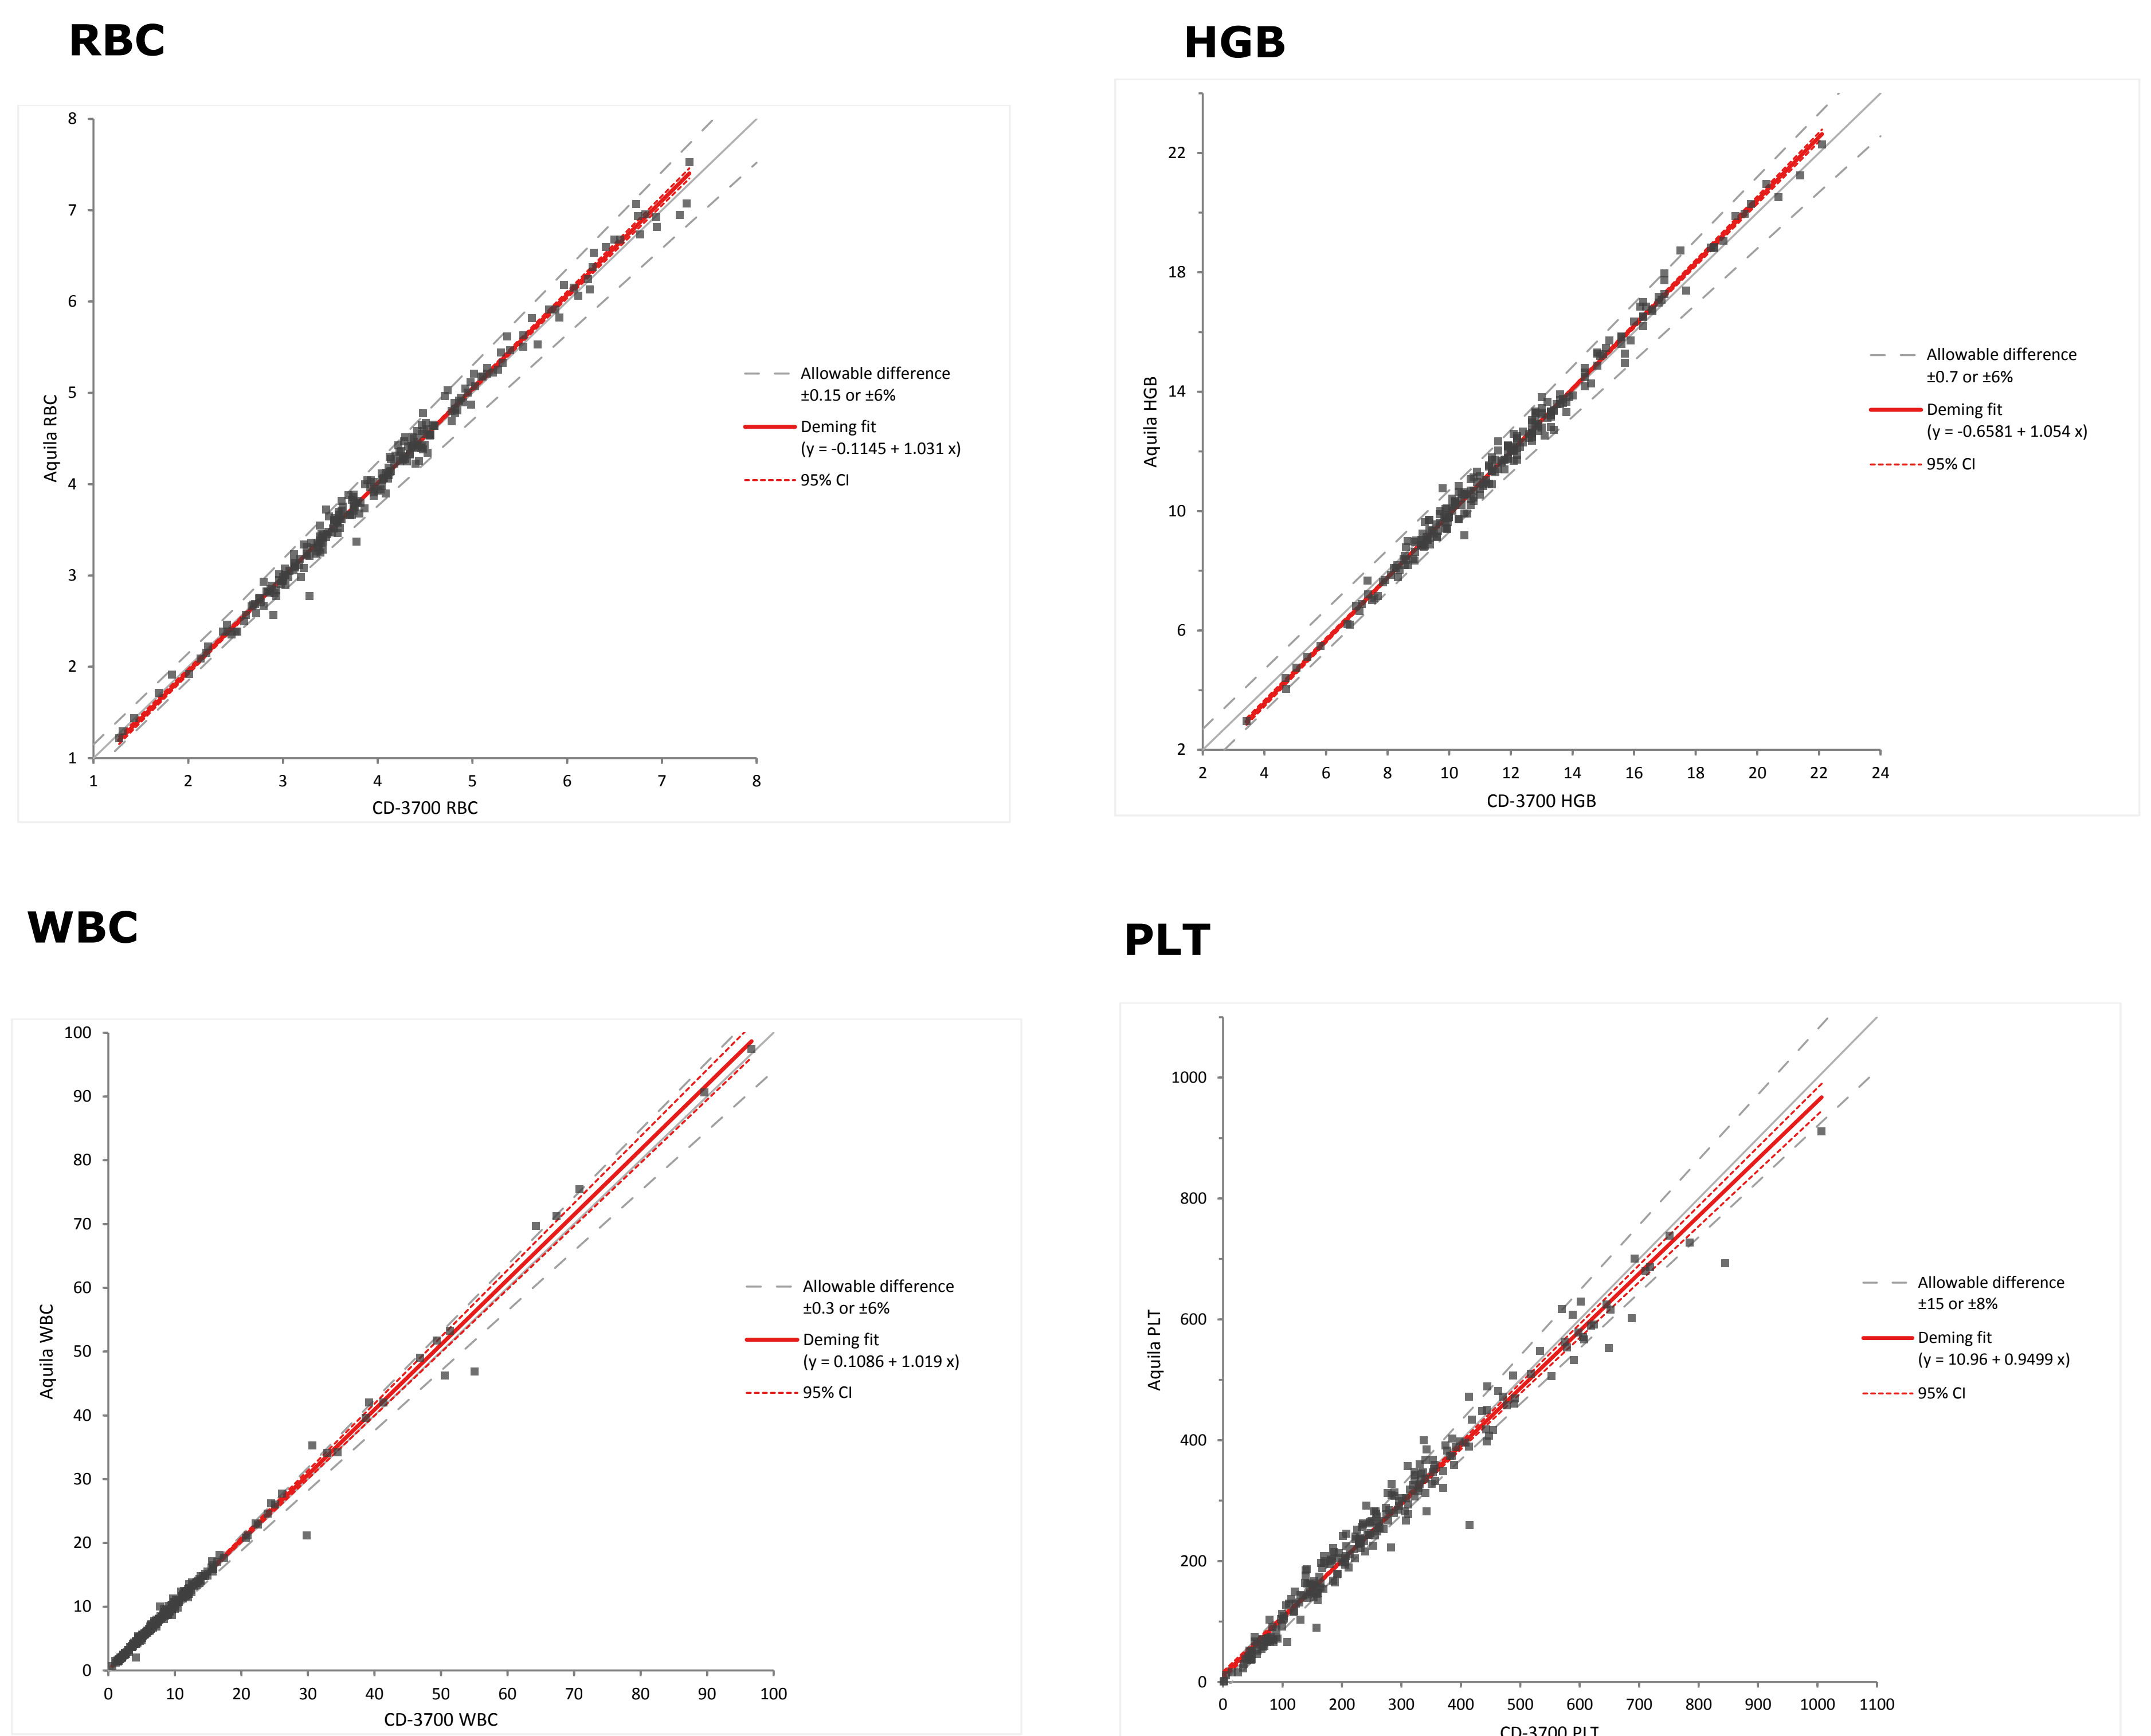 RBC
8
7
6
5
4
3
2
1
Aquila RBC
1 2 3 4 5 6 7 8
CD-3700 RBC
Allowable difference
±0.15 or ±6%
Deming fit
(y = -0.1145 + 1.031 x)
95% CI
HGB
22
18
14
10
6
2
Aquila HGB
2 4 6 8 10 12 14 16 18 20 22 24
CD-3700 HGB
Allowable difference
±0.7 or ±6%
Deming fit
(y = -0.6581 + 1.054 x)
95% CI
WBC
100
90
80
70
60
50
40
30
20
10
0
Aquila WBC
0 10 20 30 40 50 60 70 80 90 100
CD-3700 WBC
Allowable difference
±0.3 or ±6%
Deming fit
(y = 0.1086 + 1.019 x)
95% CI
PLT
1000
800
600
400
200
0
Aquila PLT
0 100 200 300 400 500 600 700 800 900 1000 1100
CD-3700 PLT
Allowable difference
±15 or ±8%
Deming fit
(y = 10.96 + 0.9499 x)
95% CI